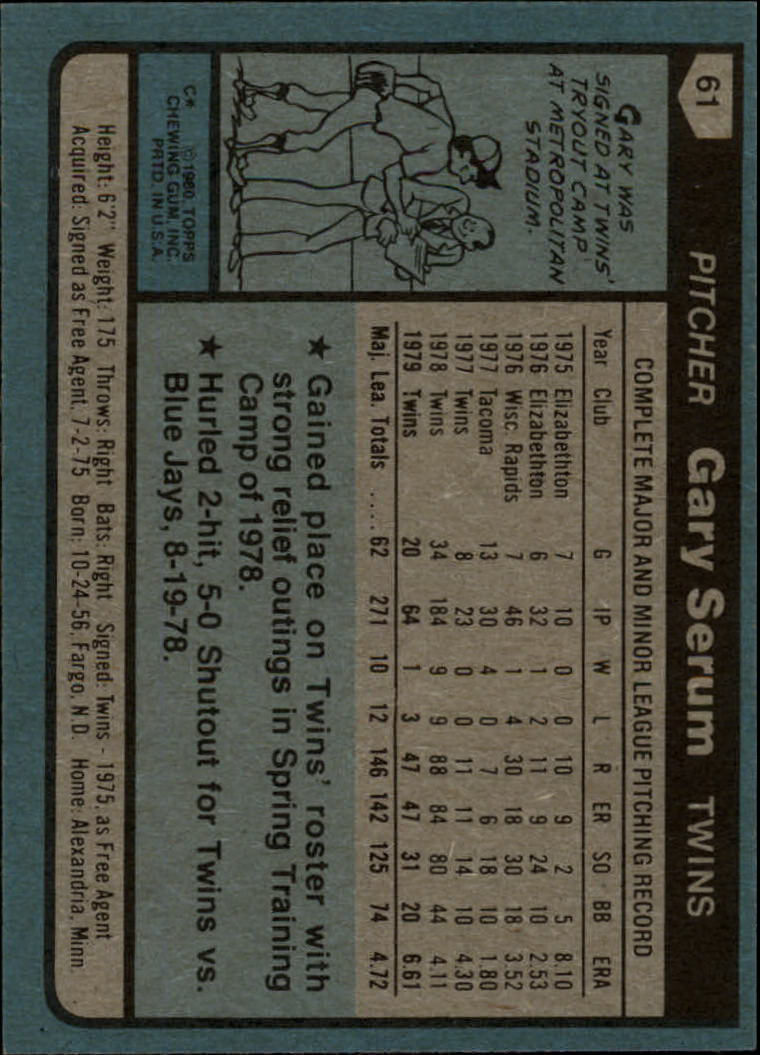 61
PITCHER Gary Serum TWINS
GARY WAS
SIGNED AT TWINS'
TRYOUT CAMP
AT METROPOLITAN
STADIUM.
C* © 1980 TOPPS
CHEWING GUM, INC.
PRTD. IN U.S.A.
COMPLETE MAJOR AND MINOR LEAGUE PITCHING RECORD
Year Club G IP W L R ER SO BB ERA
1975 Elizabethton 7 10 0 0 10 9 2 5 8.10
1976 Elizabethton 6 32 1 2 11 9 24 10 2.53
1976 Wisc. Rapids 7 46 1 4 30 18 30 18 3.52
1977 Tacoma 13 30 4 0 7 6 18 10 1.80
1977 Twins 8 23 0 0 11 11 14 10 4.30
1978 Twins 34 184 9 9 88 84 80 44 4.11
1979 Twins 20 64 1 3 47 47 31 20 6.61
Maj. Lea. Totals .... 62 271 10 12 146 142 125 74 4.72
★ Gained place on Twins' roster with
strong relief outings in Spring Training
Camp of 1978.
★ Hurled 2-hit, 5-0 Shutout for Twins vs.
Blue Jays, 8-19-78.
Height: 6'2" Weight: 175 Throws: Right Bats: Right Signed: Twins - 1975, as Free Agent
Acquired: Signed as Free Agent, 7-2-75 Born: 10-24-56, Fargo, N.D. Home: Alexandria, Minn.